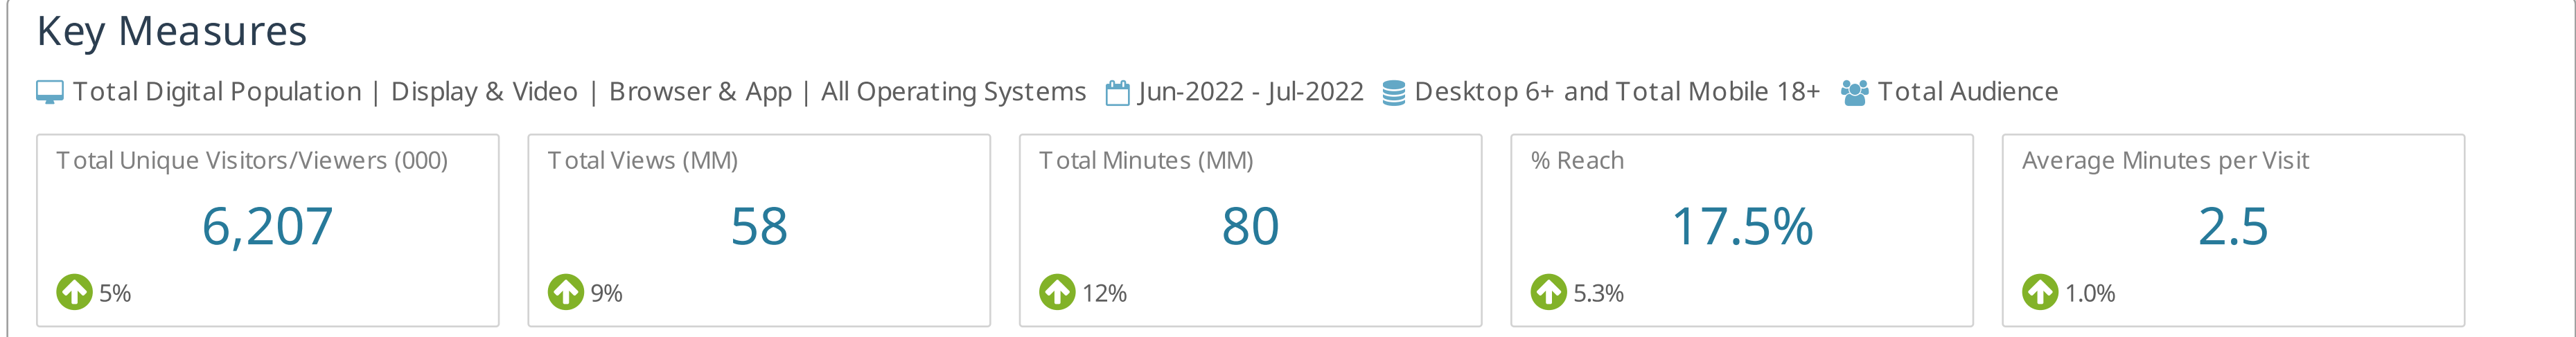 Key Measures
Total Digital Population | Display & Video | Browser & App | All Operating Systems Jun-2022 - Jul-2022 Desktop 6+ and Total Mobile 18+ Total Audience
Total Unique Visitors/Viewers (000)
6,207
5%
Total Views (MM)
58
9%
Total Minutes (MM)
80
12%
% Reach
17.5%
5.3%
Average Minutes per Visit
2.5
1.0%